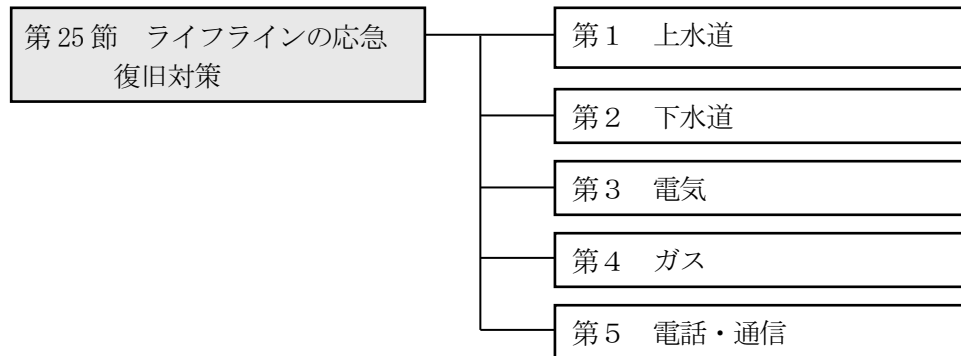 第25節　ライフラインの応急
復旧対策
第１　上水道
第２　下水道
第３　電気
第４　ガス
第５　電話・通信